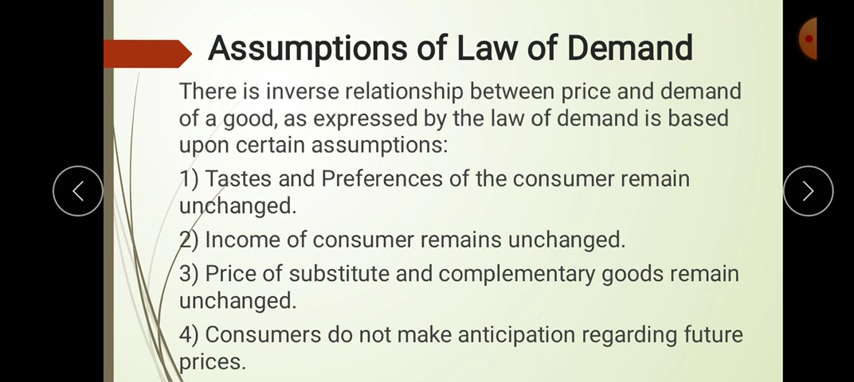 Assumptions of Law of Demand
There is inverse relationship between price and demand
of a good, as expressed by the law of demand is based
upon certain assumptions:
1) Tastes and Preferences of the consumer remain
unchanged.
2) Income of consumer remains unchanged.
3) Price of substitute and complementary goods remain
unchanged.
4) Consumers do not make anticipation regarding future
prices.